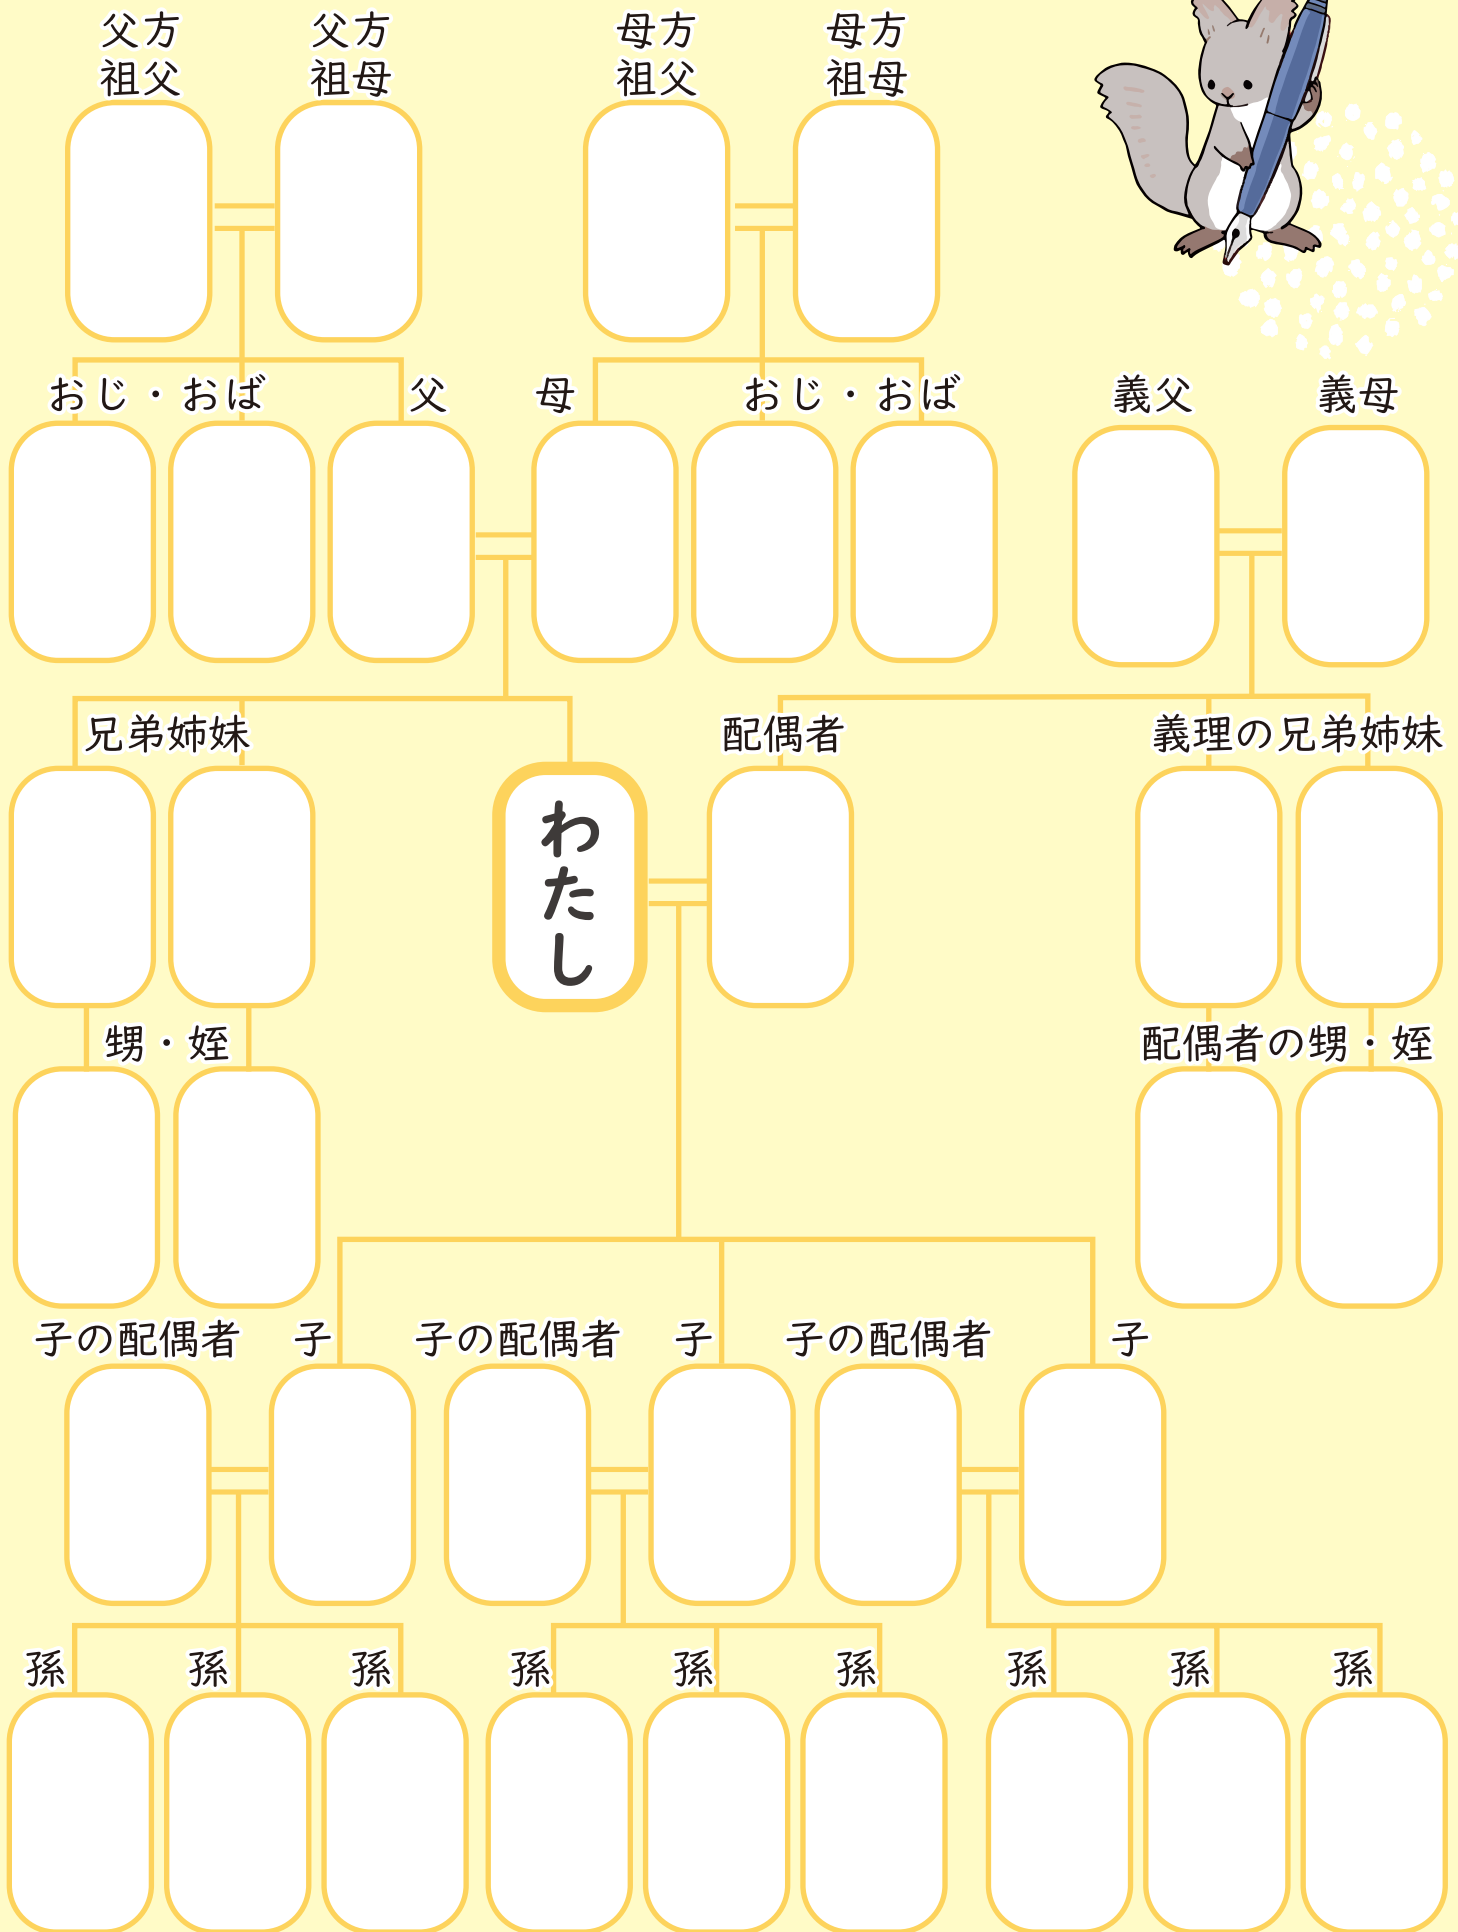 父方
祖父
父方
祖母
母方
祖父
母方
祖母
おじ・おば
父
母
おじ・おば
義父
義母
兄弟姉妹
わたし
配偶者
義理の兄弟姉妹
甥・姪
配偶者の甥・姪
子の配偶者
子
子の配偶者
子
子の配偶者
子
孫
孫
孫
孫
孫
孫
孫
孫
孫